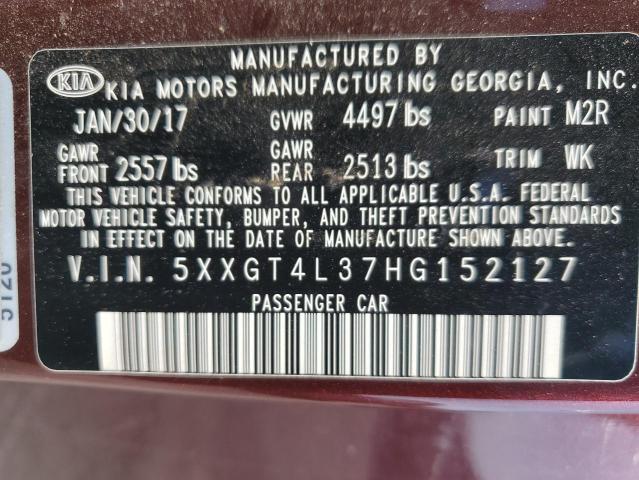 MANUFACTURED BY
KIA KIA MOTORS MANUFACTURING GEORGIA, INC.
JAN/30/17 GVWR 4497 lbs PAINT M2R
GAWR FRONT 2557 lbs GAWR REAR 2513 lbs TRIM WK
THIS VEHICLE CONFORMS TO ALL APPLICABLE U.S.A. FEDERAL
MOTOR VEHICLE SAFETY, BUMPER, AND THEFT PREVENTION STANDARDS
IN EFFECT ON THE DATE OF MANUFACTURE SHOWN ABOVE.
V.I.N. 5XXGT4L37HG152127
PASSENGER CAR